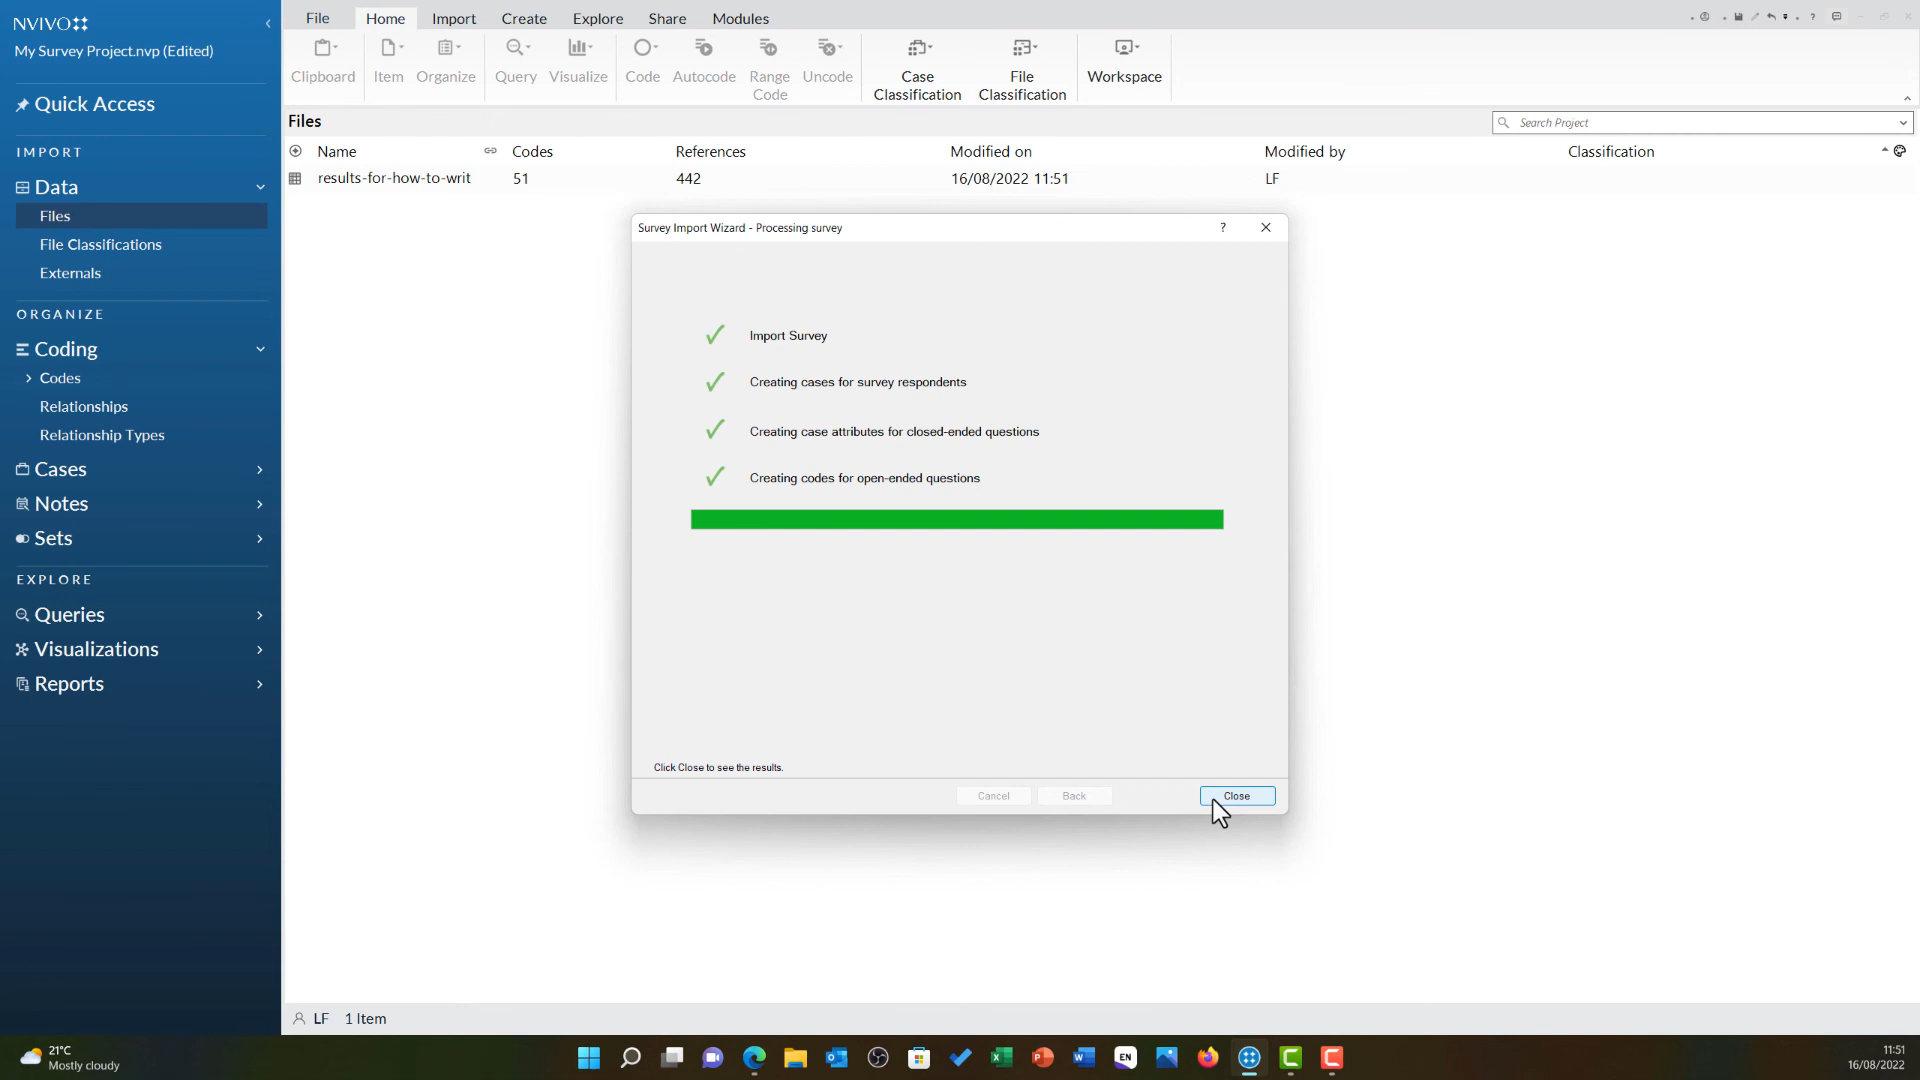 NVIVO
My Survey Project.nvp (Edited)
Quick Access
IMPORT
Data
Files
File Classifications
Externals
ORGANIZE
Coding
Codes
Relationships
Relationship Types
Cases
Notes
Sets
EXPLORE
Queries
Visualizations
Reports
File Home Import Create Explore Share Modules
Clipboard Item Organize Query Visualize Code Autocode Range Code Uncode Case Classification File Classification Workspace
Files
Search Project
Name Codes References Modified on Modified by Classification
results-for-how-to-writ 51 442 16/08/2022 11:51 LF
Survey Import Wizard - Processing survey ?
Import Survey
Creating cases for survey respondents
Creating case attributes for closed-ended questions
Creating codes for open-ended questions
Click Close to see the results.
Cancel Back Close
LF 1 Item
21°C
Mostly cloudy
EN
11:51
16/08/2022